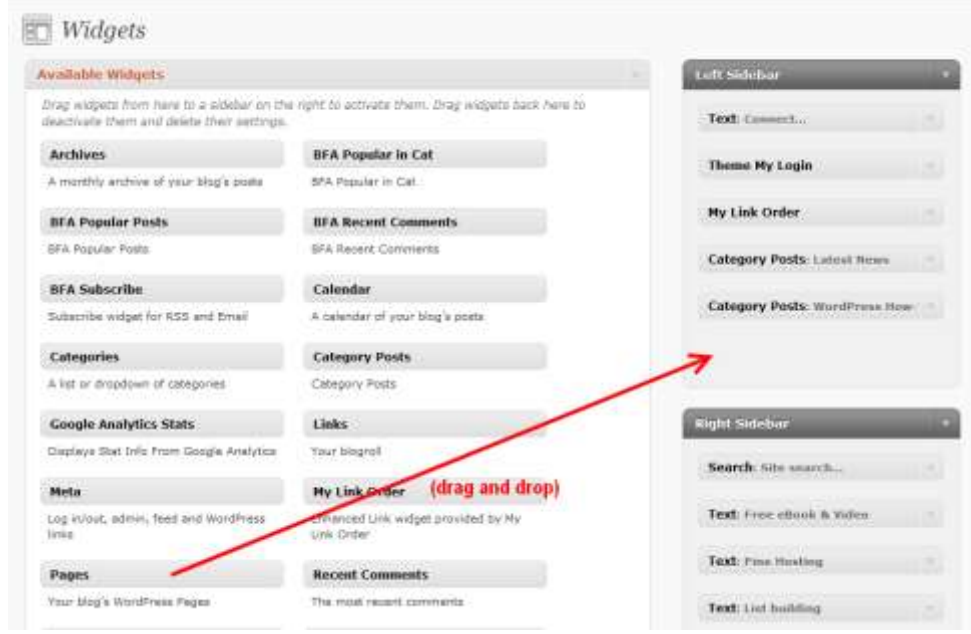 Widgets
Available Widgets
Drag widgets from here to a sidebar on the right to activate them. Drag widgets back here to
deactivate them and delete their settings.
Archives
A monthly archive of your blog's posts
BFA Popular in Cat
BFA Popular in Cat
BFA Popular Posts
BFA Popular Posts
BFA Recent Comments
BFA Recent Comments
BFA Subscribe
Subscribe widget for RSS and Email
Calendar
A calendar of your blog's posts
Categories
A list or dropdown of categories
Category Posts
Category Posts
Google Analytics Stats
Displays Stat Info From Google Analytics
Links
Your blogroll
Meta
Log in/out, admin, feed and WordPress
links
My Link Order
Enhanced Link widget provided by My
Link Order
(drag and drop)
Pages
Your blog's WordPress Pages
Recent Comments
The most recent comments
Left Sidebar
Text: Connect...
Theme My Login
My Link Order
Category Posts: Latest News
Category Posts: WordPress How
Right Sidebar
Search: Site search...
Text: Free eBook & Video
Text: Free Hosting
Text: List building